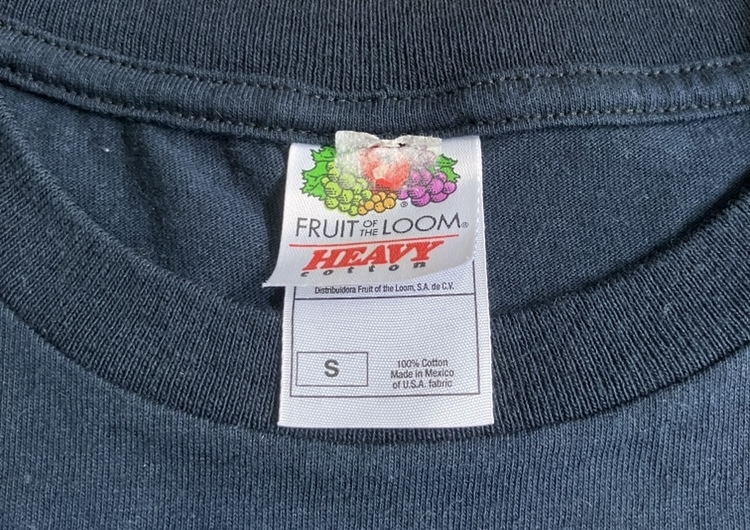 ®
FRUIT OF THE LOOM®
HEAVY
cotton
Distribuidora Fruit of the Loom, S.A. de C.V.
S
100% Cotton
Made in Mexico
of U.S.A. fabric